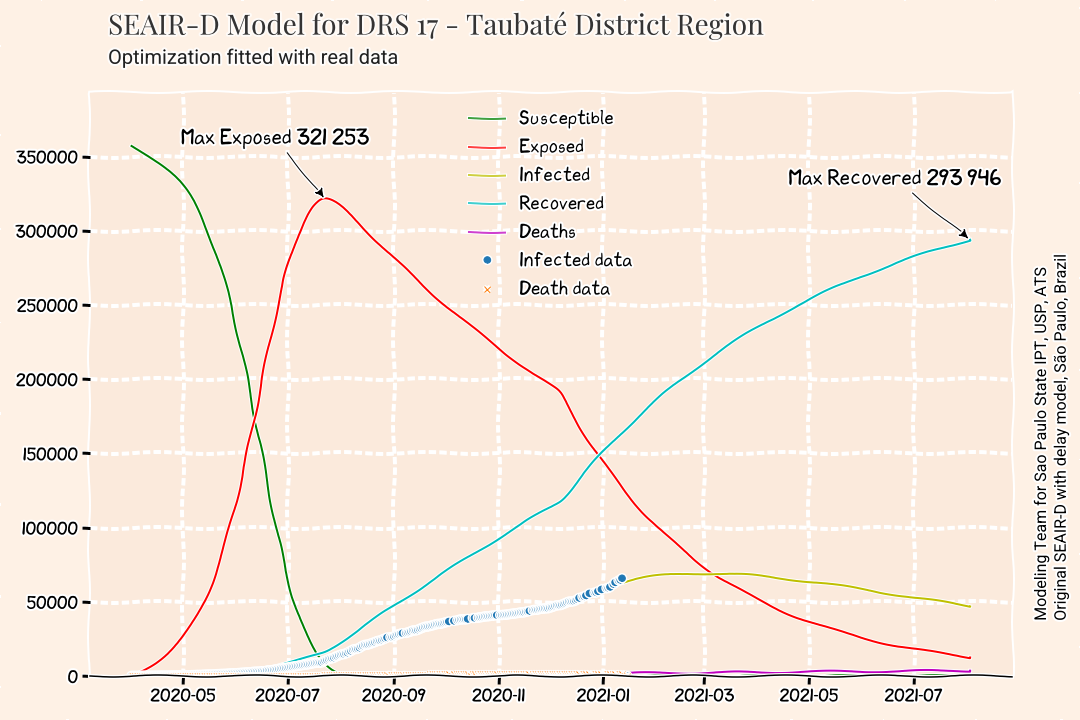 SEAIR-D Model for DRS 17 - Taubaté District Region
Optimization fitted with real data
Max Exposed 321 253
Max Recovered 293 946
Susceptible
Exposed
Infected
Recovered
Deaths
Infected data
Death data
350000
300000
250000
200000
150000
100000
50000
0
2020-05
2020-07
2020-09
2020-11
2021-01
2021-03
2021-05
2021-07
Modeling Team for Sao Paulo State IPT, USP, ATS
Original SEAIR-D with delay model, São Paulo, Brazil